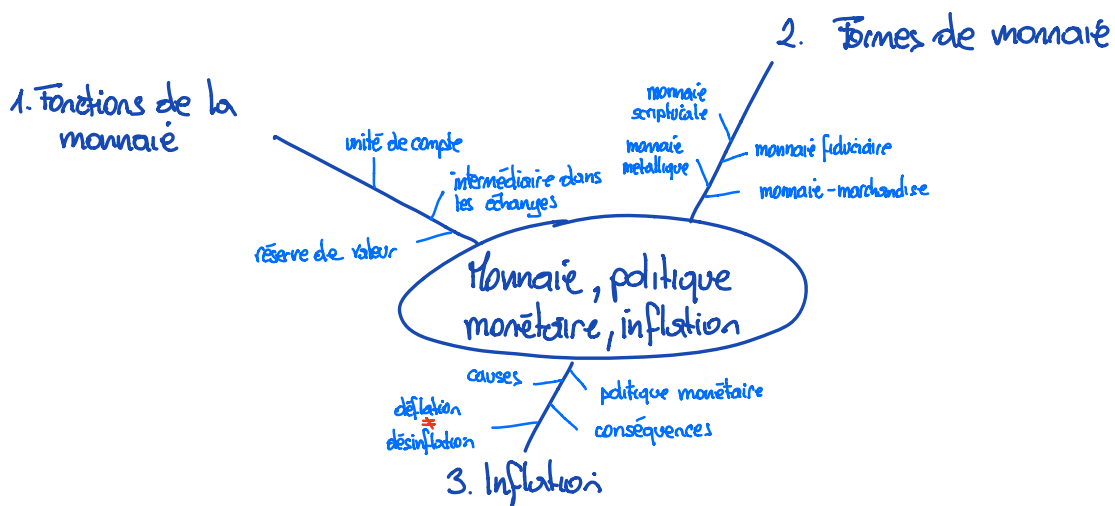 1. Fonctions de la
monnaie
unité de compte
intermédiaire dans
les échanges
réserve de valeur
2. Formes de monnaie
monnaie
scripturale
monnaie
métallique
monnaie fiduciaire
monnaie-marchandise
Monnaie, politique
monétaire, inflation
causes
politique monétaire
déflation
≠
désinflation
conséquences
3. Inflation